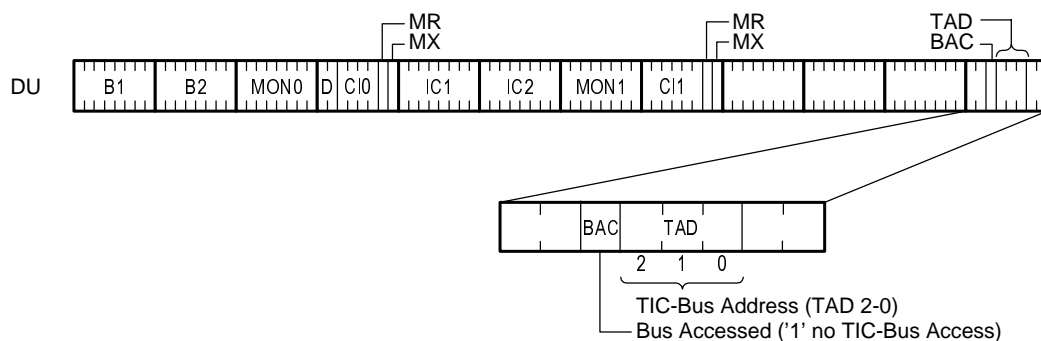 MR MR TAD
MX MX BAC
DU B1 B2 MON0 D CI0 IC1 IC2 MON1 CI1
BAC TAD
2 1 0
TIC-Bus Address (TAD 2-0)
Bus Accessed ('1' no TIC-Bus Access)